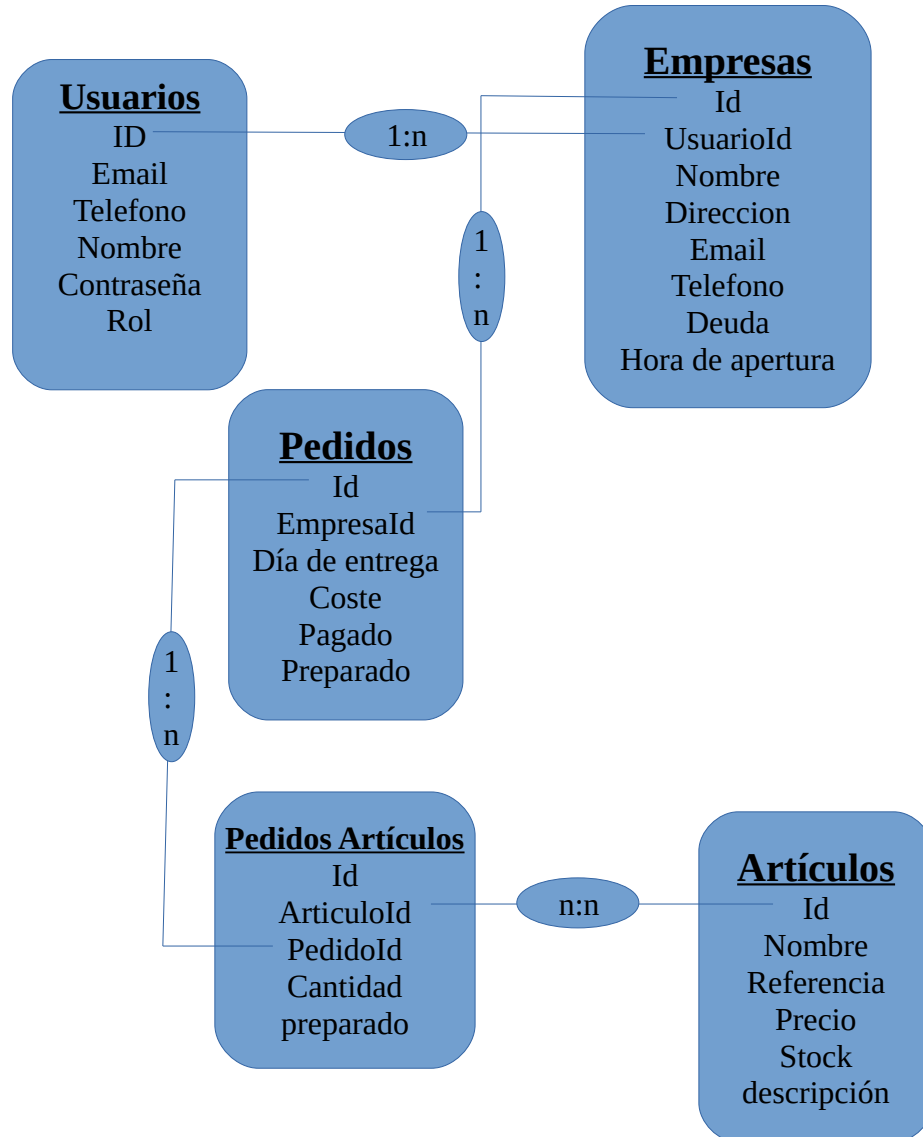 Usuarios
ID
Email
Telefono
Nombre
Contraseña
Rol
1:n
Empresas
Id
UsuarioId
Nombre
Direccion
Email
Telefono
Deuda
Hora de apertura
1
:
n
Pedidos
Id
EmpresaId
Día de entrega
Coste
Pagado
Preparado
1
:
n
Pedidos Artículos
Id
ArticuloId
PedidoId
Cantidad
preparado
n:n
Artículos
Id
Nombre
Referencia
Precio
Stock
descripción